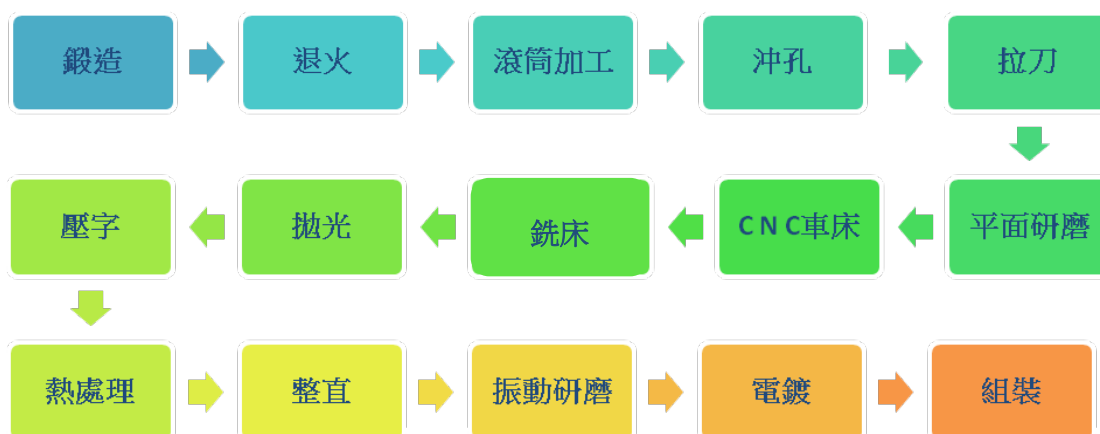 鍛造
退火
滾筒加工
沖孔
拉刀
平面研磨
CNC車床
銑床
拋光
壓字
熱處理
整直
振動研磨
電鍍
組裝